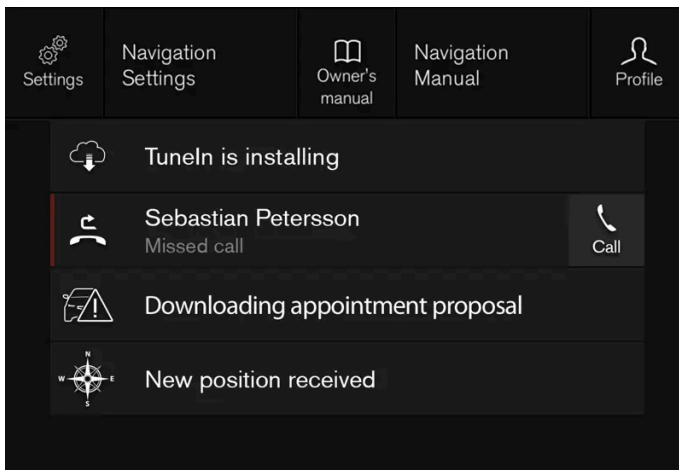 Settings
Navigation
Settings
Owner's
manual
Navigation
Manual
Profile
TuneIn is installing
Sebastian Petersson
Missed call
Call
Downloading appointment proposal
N
W
E
S
New position received